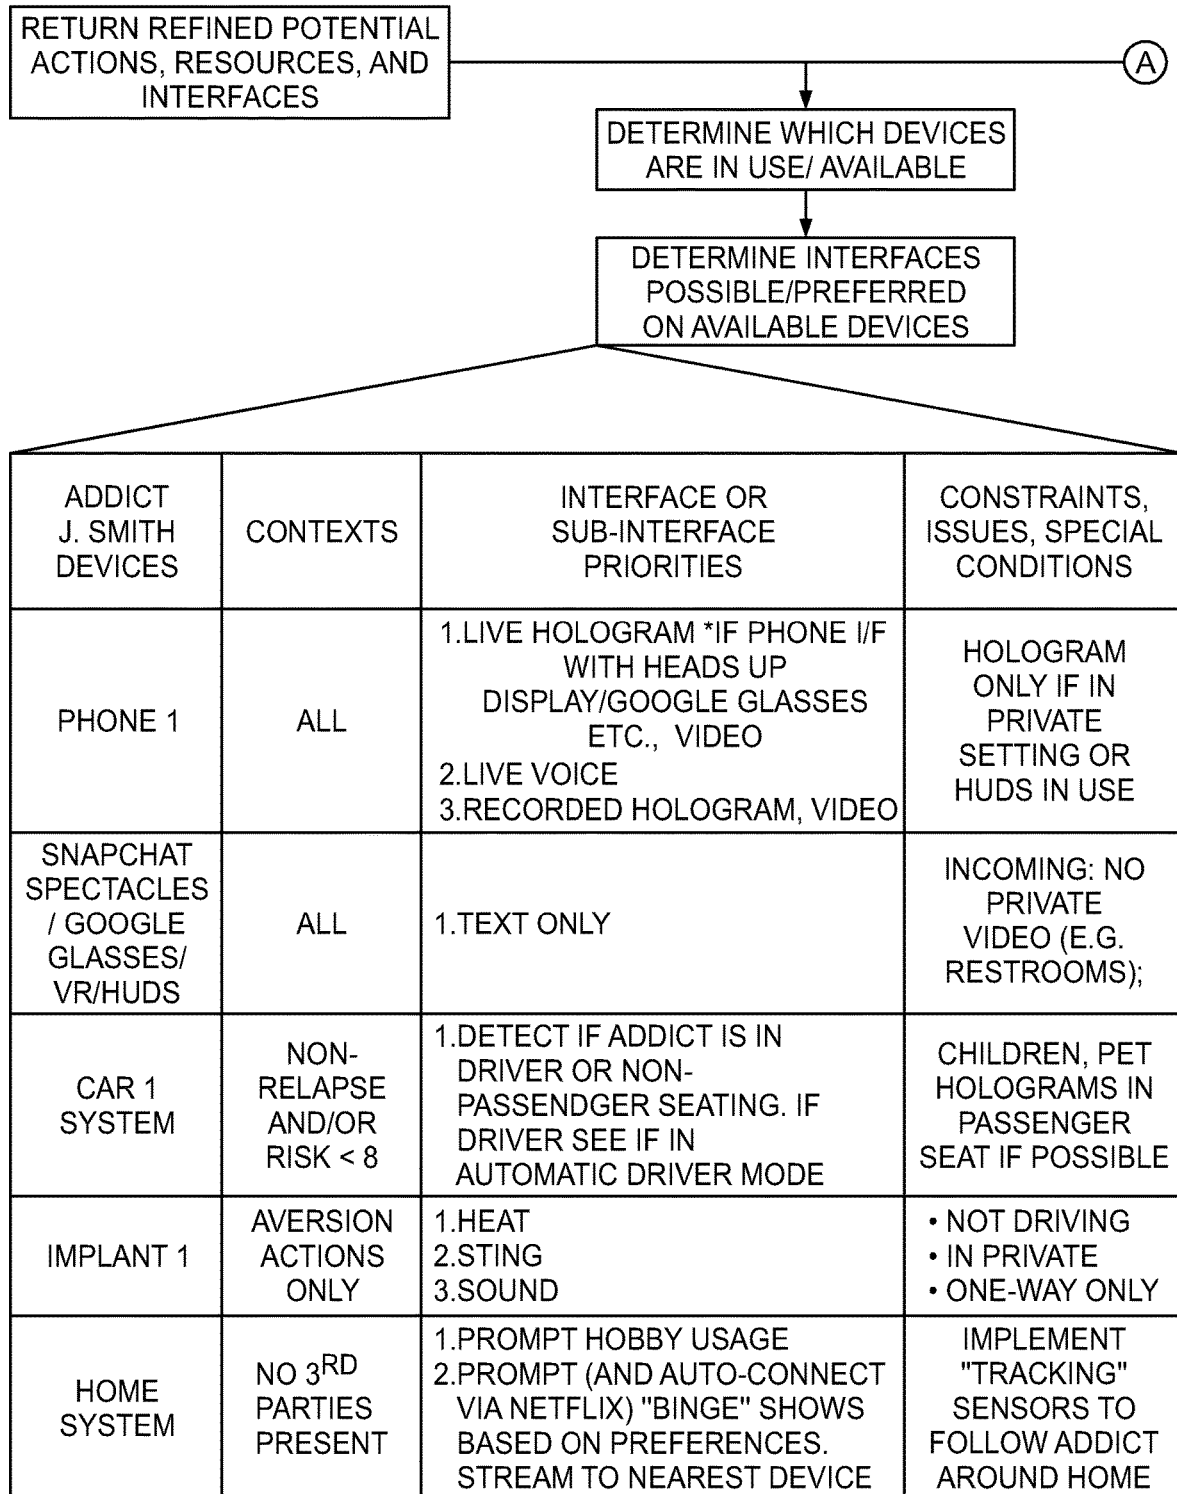 RETURN REFINED POTENTIAL
ACTIONS, RESOURCES, AND
INTERFACES
A
DETERMINE WHICH DEVICES
ARE IN USE/ AVAILABLE
DETERMINE INTERFACES
POSSIBLE/PREFERRED
ON AVAILABLE DEVICES
ADDICT
J. SMITH
DEVICES
CONTEXTS
INTERFACE OR
SUB-INTERFACE
PRIORITIES
CONSTRAINTS,
ISSUES, SPECIAL
CONDITIONS
PHONE 1
ALL
1.LIVE HOLOGRAM *IF PHONE I/F
WITH HEADS UP
DISPLAY/GOOGLE GLASSES
ETC., VIDEO
2.LIVE VOICE
3.RECORDED HOLOGRAM, VIDEO
HOLOGRAM
ONLY IF IN
PRIVATE
SETTING OR
HUDS IN USE
SNAPCHAT
SPECTACLES
/ GOOGLE
GLASSES/
VR/HUDS
ALL
1.TEXT ONLY
INCOMING: NO
PRIVATE
VIDEO (E.G.
RESTROOMS);
CAR 1
SYSTEM
NON-
RELAPSE
AND/OR
RISK < 8
1.DETECT IF ADDICT IS IN
DRIVER OR NON-
PASSENDGER SEATING. IF
DRIVER SEE IF IN
AUTOMATIC DRIVER MODE
CHILDREN, PET
HOLOGRAMS IN
PASSENGER
SEAT IF POSSIBLE
IMPLANT 1
AVERSION
ACTIONS
ONLY
1.HEAT
2.STING
3.SOUND
• NOT DRIVING
• IN PRIVATE
• ONE-WAY ONLY
HOME
SYSTEM
NO 3RD
PARTIES
PRESENT
1.PROMPT HOBBY USAGE
2.PROMPT (AND AUTO-CONNECT
VIA NETFLIX) "BINGE" SHOWS
BASED ON PREFERENCES.
STREAM TO NEAREST DEVICE
IMPLEMENT
"TRACKING"
SENSORS TO
FOLLOW ADDICT
AROUND HOME